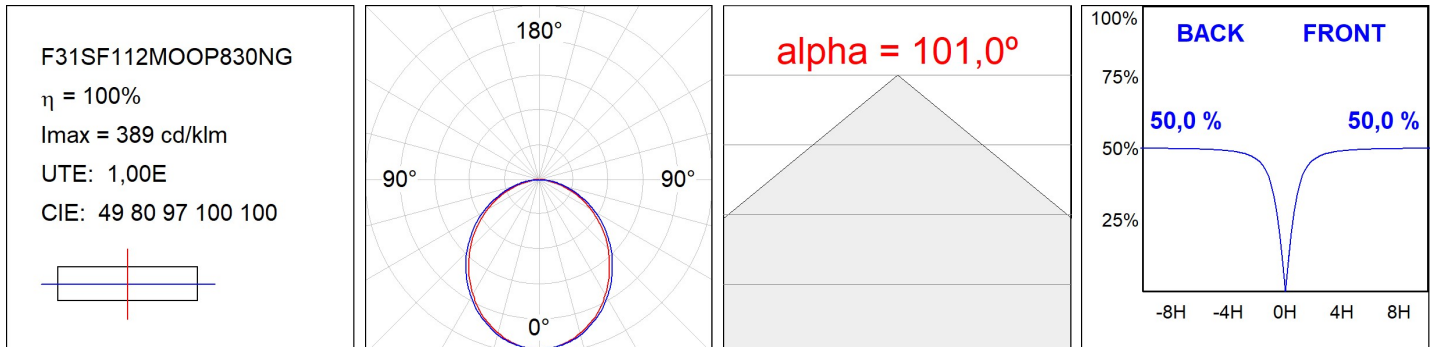 F31SF112MOOP830NG
η = 100%
Imax = 389 cd/klm
UTE: 1,00E
CIE: 49 80 97 100 100
180°
90°
90°
0°
alpha = 101,0º
100%
BACK
FRONT
75%
50,0 %
50,0 %
50%
25%
-8H
-4H
0H
4H
8H